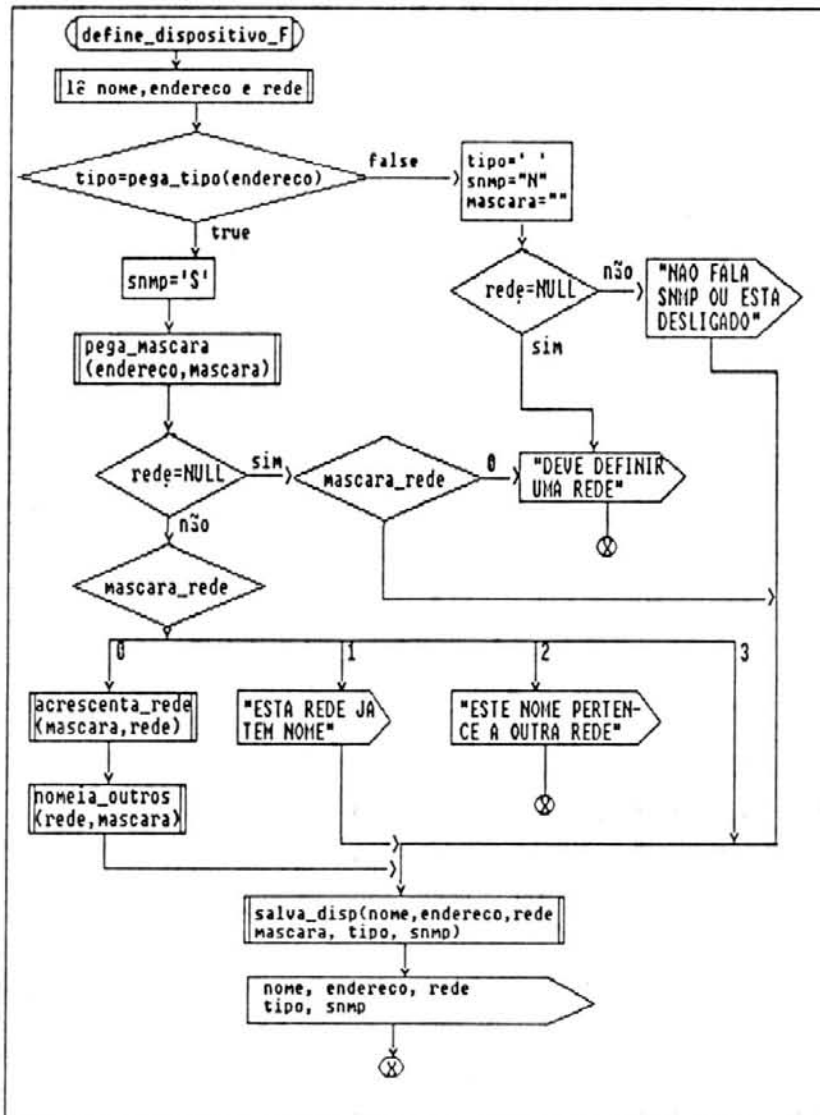 define_dispositivo_F
lê nome,endereco e rede
tipo=pega_tipo(endereco)
false
true
tipo=' '
snmp="N"
mascara=""
snmp='S'
rede=NULL
não
sim
"NAO FALA
SNMP OU ESTA
DESLIGADO"
pega_mascara
(endereco,mascara)
rede=NULL
sim
não
mascara_rede
0
"DEVE DEFINIR
UMA REDE"
X
mascara_rede
0
1
2
3
acrescenta_rede
(mascara,rede)
"ESTA REDE JA
TEM NOME"
"ESTE NOME PERTEN-
CE A OUTRA REDE"
X
nomeia_outros
(rede,mascara)
salva_disp(nome,endereco,rede
mascara, tipo, snmp)
nome, endereco, rede
tipo, snmp
X